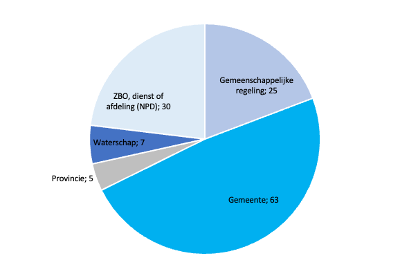 Gemeenschappelijke
regeling; 25
ZBO, dienst of
afdeling (NPD); 30
Waterschap; 7
Provincie; 5
Gemeente; 63